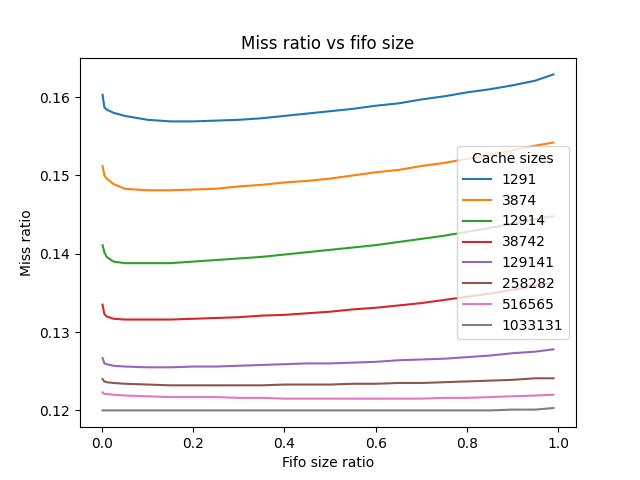 Miss ratio vs fifo size
Miss ratio
0.16
0.15
0.14
0.13
0.12
Cache sizes
1291
3874
12914
38742
129141
258282
516565
1033131
0.0 0.2 0.4 0.6 0.8 1.0
Fifo size ratio